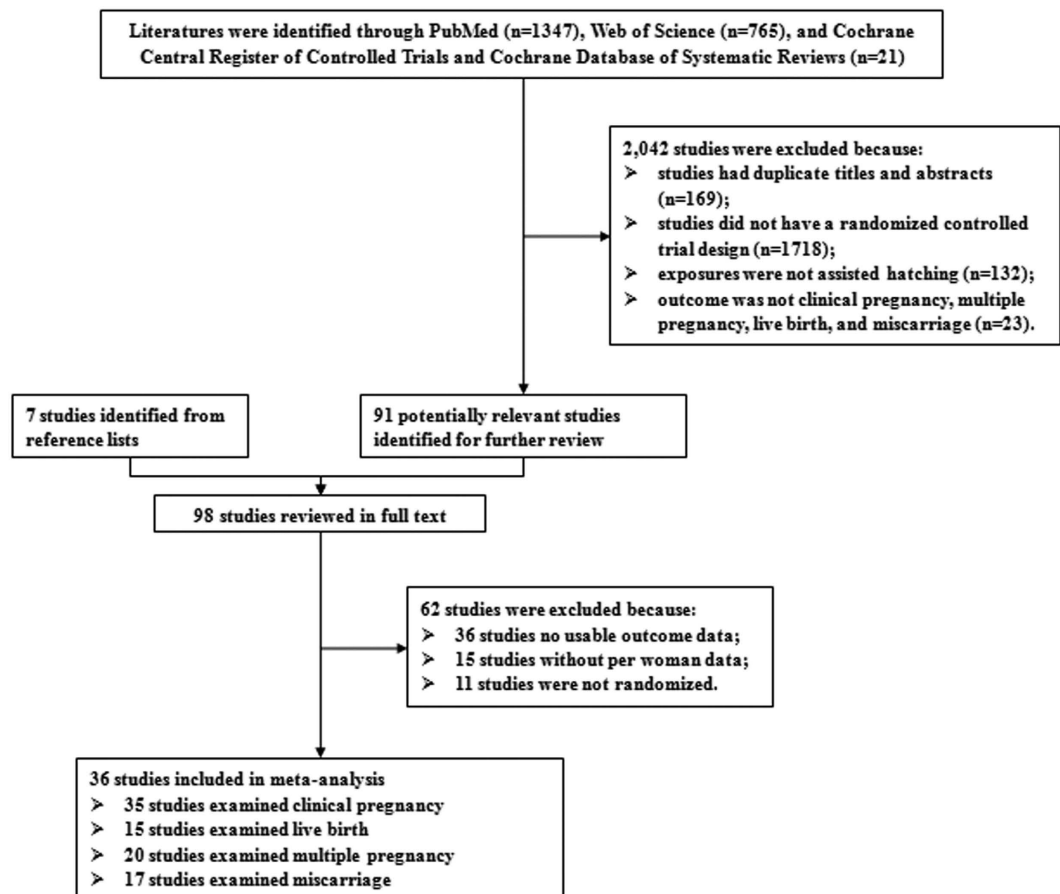 Literatures were identified through PubMed (n=1347), Web of Science (n=765), and Cochrane
Central Register of Controlled Trials and Cochrane Database of Systematic Reviews (n=21)
2,042 studies were excluded because:
➢ studies had duplicate titles and abstracts
(n=169);
➢ studies did not have a randomized controlled
trial design (n=1718);
➢ exposures were not assisted hatching (n=132);
➢ outcome was not clinical pregnancy, multiple
pregnancy, live birth, and miscarriage (n=23).
7 studies identified from
reference lists
91 potentially relevant studies
identified for further review
98 studies reviewed in full text
62 studies were excluded because:
➢ 36 studies no usable outcome data;
➢ 15 studies without per woman data;
➢ 11 studies were not randomized.
36 studies included in meta-analysis
➢ 35 studies examined clinical pregnancy
➢ 15 studies examined live birth
➢ 20 studies examined multiple pregnancy
➢ 17 studies examined miscarriage